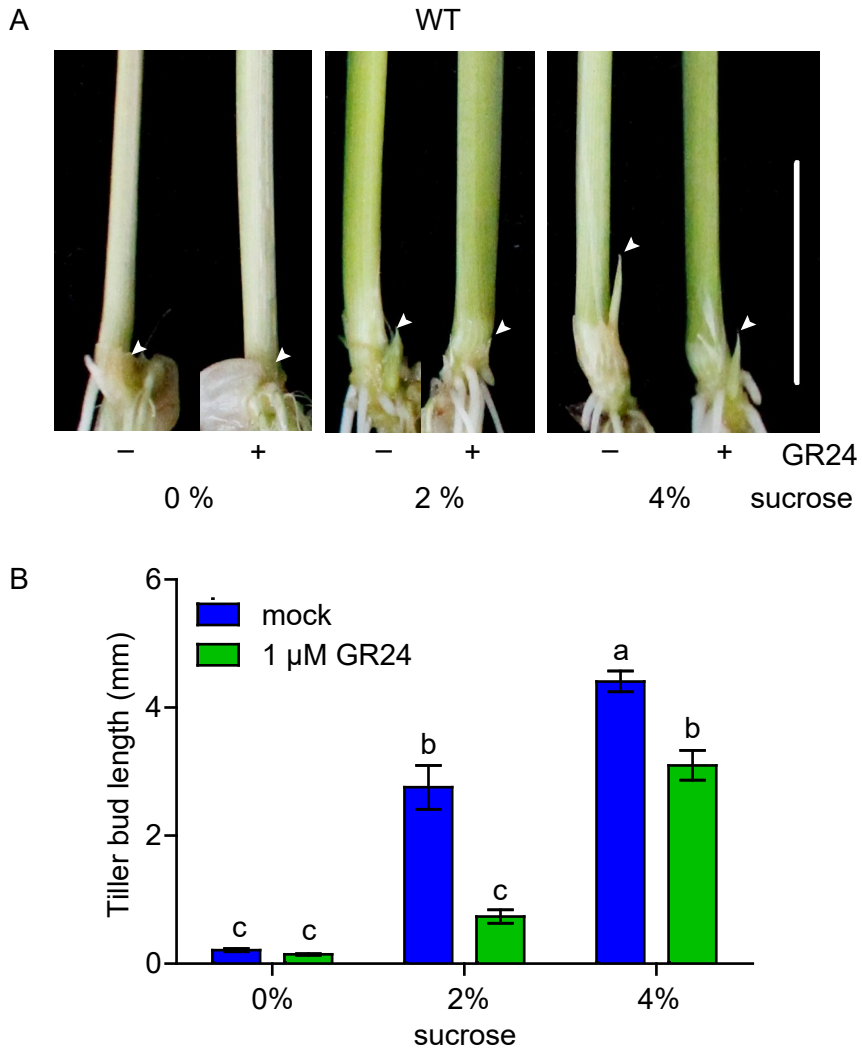 A
WT
− + − + − + GR24
0 % 2 % 4% sucrose
B
6
4
2
0
Tiller bud length (mm)
mock
1 µM GR24
c c b c a b
0% 2% 4%
sucrose